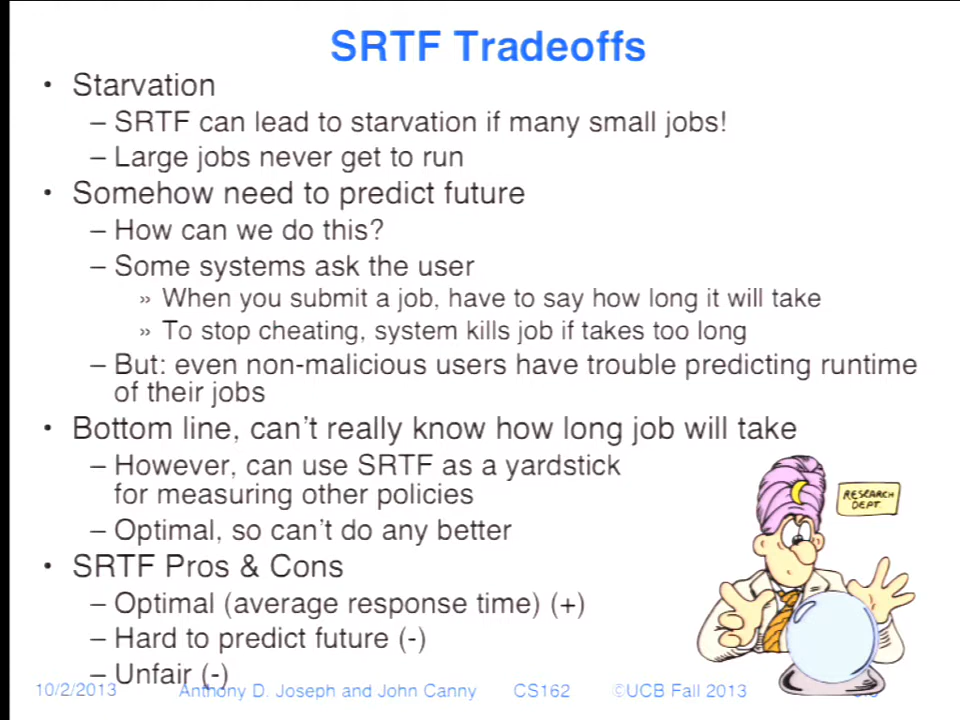 SRTF Tradeoffs
• Starvation
– SRTF can lead to starvation if many small jobs!
– Large jobs never get to run
• Somehow need to predict future
– How can we do this?
– Some systems ask the user
» When you submit a job, have to say how long it will take
» To stop cheating, system kills job if takes too long
– But: even non-malicious users have trouble predicting runtime
of their jobs
• Bottom line, can't really know how long job will take
– However, can use SRTF as a yardstick
for measuring other policies
– Optimal, so can't do any better
RESEARCH
DEPT.
• SRTF Pros & Cons
– Optimal (average response time) (+)
– Hard to predict future (-)
– Unfair (-)
10/2/2013 Anthony D. Joseph and John Canny CS162 ©UCB Fall 2013